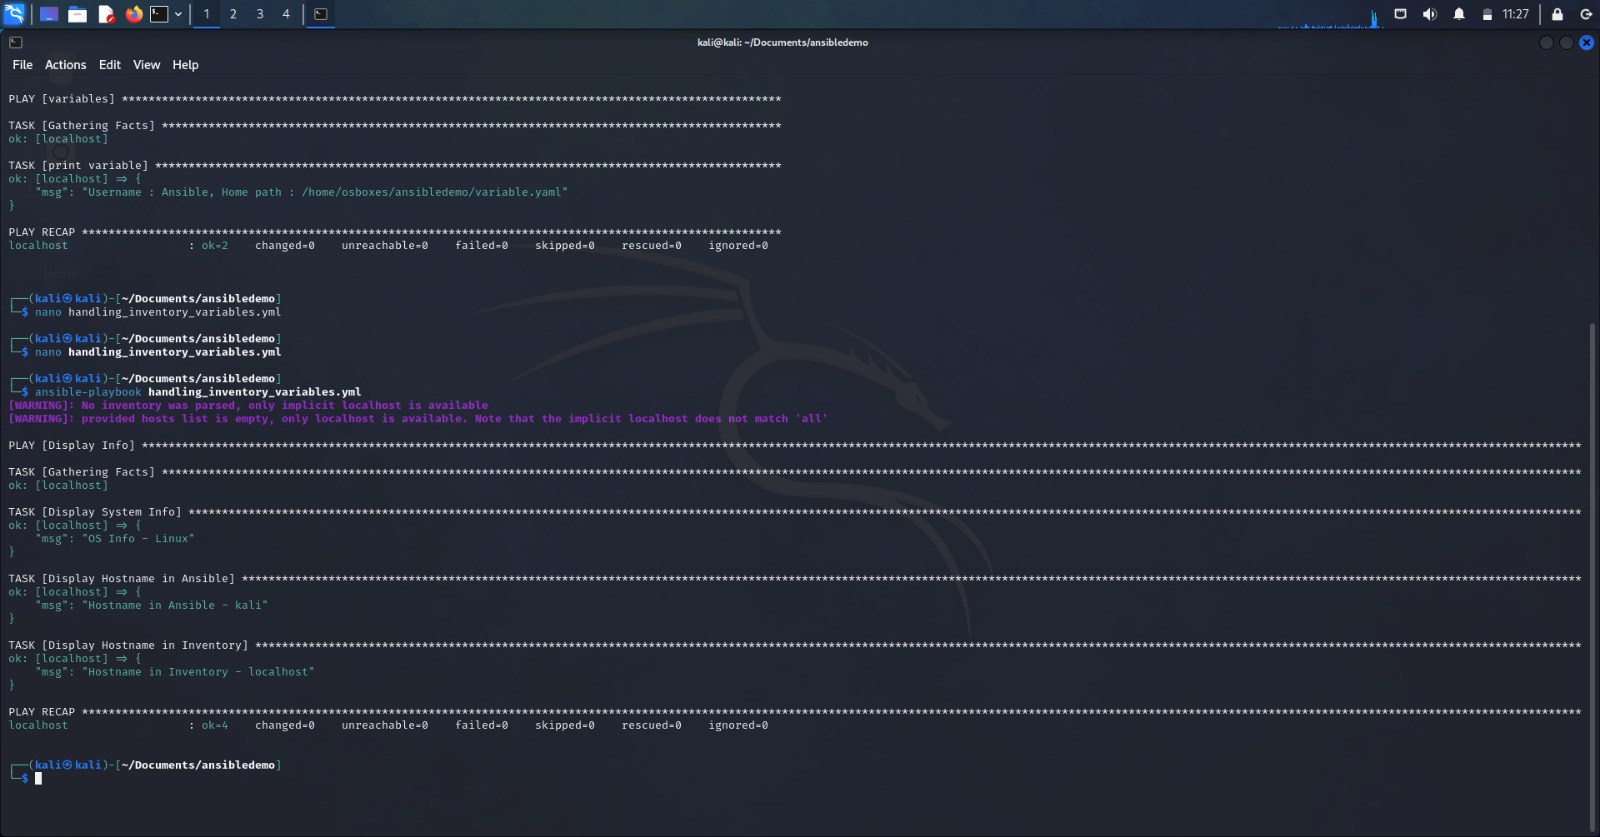 1 2 3 4 11:27
kali@kali: ~/Documents/ansibledemo
File Actions Edit View Help
PLAY [variables] ***************************************************************************************************
TASK [Gathering Facts] *********************************************************************************************
ok: [localhost]
TASK [print variable] **********************************************************************************************
ok: [localhost] => {
"msg": "Username : Ansible, Home path : /home/osboxes/ansibledemo/variable.yaml"
}
PLAY RECAP *********************************************************************************************************
localhost : ok=2 changed=0 unreachable=0 failed=0 skipped=0 rescued=0 ignored=0
Home
┌──(kali㉿kali)-[~/Documents/ansibledemo]
└─$ nano handling_inventory_variables.yml
┌──(kali㉿kali)-[~/Documents/ansibledemo]
└─$ nano handling_inventory_variables.yml
┌──(kali㉿kali)-[~/Documents/ansibledemo]
└─$ ansible-playbook handling_inventory_variables.yml
[WARNING]: No inventory was parsed, only implicit localhost is available
[WARNING]: provided hosts list is empty, only localhost is available. Note that the implicit localhost does not match 'all'
PLAY [Display Info] ************************************************************************************************************************************************************************************************************************
TASK [Gathering Facts] *********************************************************************************************************************************************************************************************************************
ok: [localhost]
TASK [Display System Info] *****************************************************************************************************************************************************************************************************************
ok: [localhost] => {
"msg": "OS Info - Linux"
}
TASK [Display Hostname in Ansible] *********************************************************************************************************************************************************************************************************
ok: [localhost] => {
"msg": "Hostname in Ansible - kali"
}
TASK [Display Hostname in Inventory] *******************************************************************************************************************************************************************************************************
ok: [localhost] => {
"msg": "Hostname in Inventory - localhost"
}
PLAY RECAP *********************************************************************************************************************************************************************************************************************************
localhost : ok=4 changed=0 unreachable=0 failed=0 skipped=0 rescued=0 ignored=0
┌──(kali㉿kali)-[~/Documents/ansibledemo]
└─$